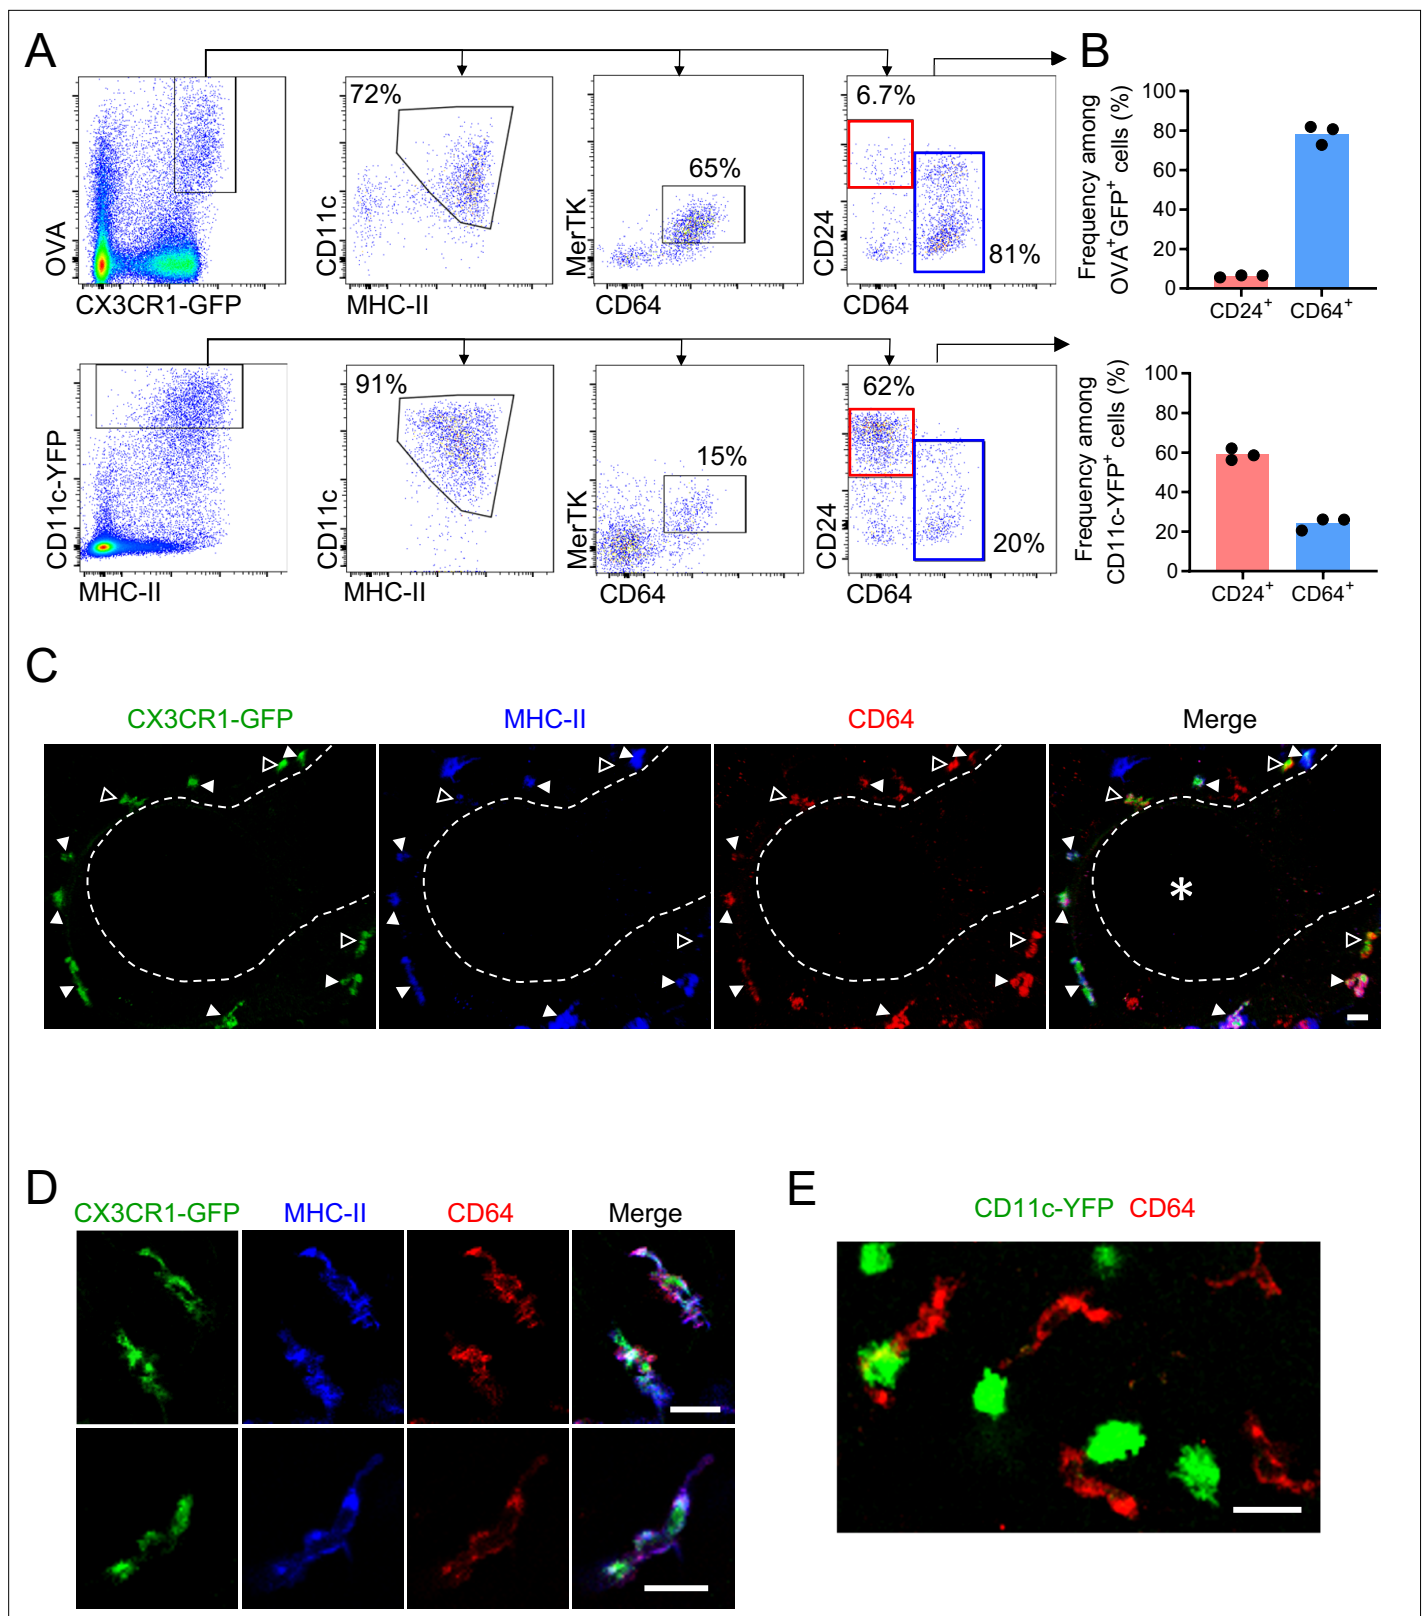 A
B
72%
65%
6.7%
81%
OVA
CX3CR1-GFP
CD11c
MHC-II
MerTK
CD64
CD24
CD64
Frequency among
OVA+GFP+ cells (%)
100
80
60
40
20
0
CD24+ CD64+
91%
15%
62%
20%
CD11c-YFP
MHC-II
CD11c
MHC-II
MerTK
CD64
CD24
CD64
Frequency among
CD11c-YFP+ cells (%)
100
80
60
40
20
0
CD24+ CD64+
C
CX3CR1-GFP MHC-II CD64 Merge
*
D
CX3CR1-GFP MHC-II CD64 Merge
E
CD11c-YFP CD64